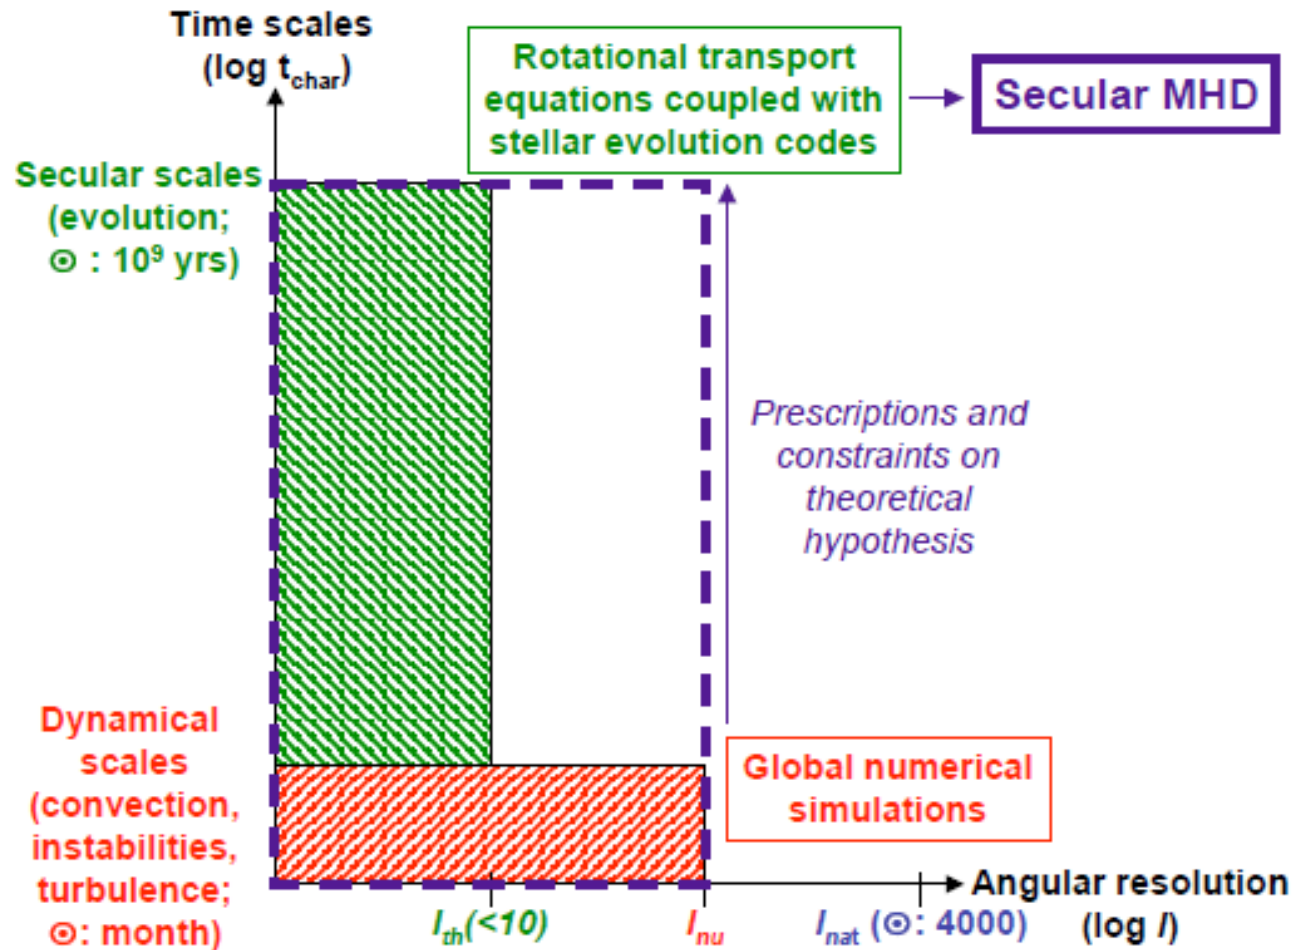 Time scales
(log t_char)
Rotational transport
equations coupled with
stellar evolution codes
Secular MHD
Secular scales
(evolution;
⊙ : 10⁹ yrs)
Prescriptions and
constraints on
theoretical
hypothesis
Dynamical
scales
(convection,
instabilities,
turbulence;
⊙: month)
Global numerical
simulations
Angular resolution
(log l)
l_th(<10)
l_nu
l_nat (⊙: 4000)